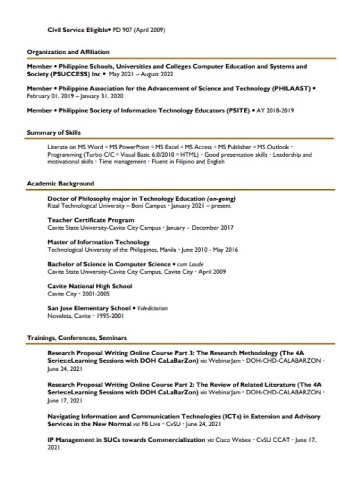 Civil Service Eligible• PD 907 (April 2009)
Organization and Affiliation
Member • Philippine Schools, Universities and Colleges Computer Education and Systems and
Society (PSUCCESS) Inc • May 2021 – August 2022
Member • Philippine Association for the Advancement of Science and Technology (PHILAAST) •
February 01, 2019 – January 31, 2020
Member • Philippine Society of Information Technology Educators (PSITE) • AY 2018-2019
Summary of Skills
Literate on MS Word • MS PowerPoint • MS Excel • MS Access • MS Publisher • MS Outlook •
Programming (Turbo C/C • Visual Basic 6.0/2010 • HTML) • Good presentation skills • Leadership and
motivational skills • Time management • Fluent in Filipino and English
Academic Background
Doctor of Philosophy major in Technology Education (on-going)
Rizal Technological University – Boni Campus • January 2021 – present
Teacher Certificate Program
Cavite State University-Cavite City Campus • January – December 2017
Master of Information Technology
Technological University of the Philippines, Manila • June 2010 - May 2016
Bachelor of Science in Computer Science • cum Laude
Cavite State University-Cavite City Campus, Cavite City • April 2009
Cavite National High School
Cavite City • 2001-2005
San Jose Elementary School • Valedictorian
Noveleta, Cavite • 1995-2001
Trainings, Conferences, Seminars
Research Proposal Writing Online Course Part 3: The Research Methodology (The 4A
Series:eLearning Sessions with DOH CaLaBarZon) via WebinarJam • DOH-CHD-CALABARZON •
June 24, 2021
Research Proposal Writing Online Course Part 2: The Review of Related Literature (The 4A
Series:eLearning Sessions with DOH CaLaBarZon) via WebinarJam • DOH-CHD-CALABARZON •
June 17, 2021
Navigating Information and Communication Technologies (ICTs) in Extension and Advisory
Services in the New Normal via FB Live • CvSU • June 24, 2021
IP Management in SUCs towards Commercialization via Cisco Webex • CvSU CCAT • June 17,
2021